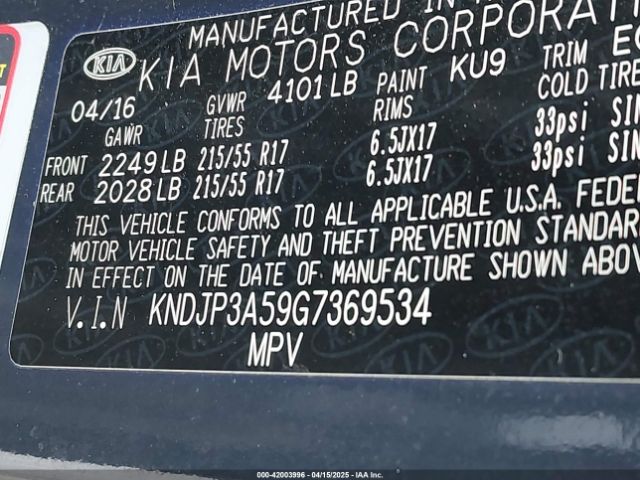 MANUFACTURED IN
KIA KIA MOTORS CORPORATI
04/16 GVWR 4101LB PAINT KU9 TRIM
GAWR TIRES RIMS COLD TIRE
FRONT 2249LB 215/55 R17 6.5JX17 33psi SIN
REAR 2028LB 215/55 R17 6.5JX17 33psi SIN
THIS VEHICLE CONFORMS TO ALL APPLICABLE U.S.A. FEDE
MOTOR VEHICLE SAFETY AND THEFT PREVENTION STANDAR
IN EFFECT ON THE DATE OF MANUFACTURE SHOWN ABOV
V.I.N KNDJP3A59G7369534
MPV
000-42003996 - 04/15/2025 - IAA Inc.